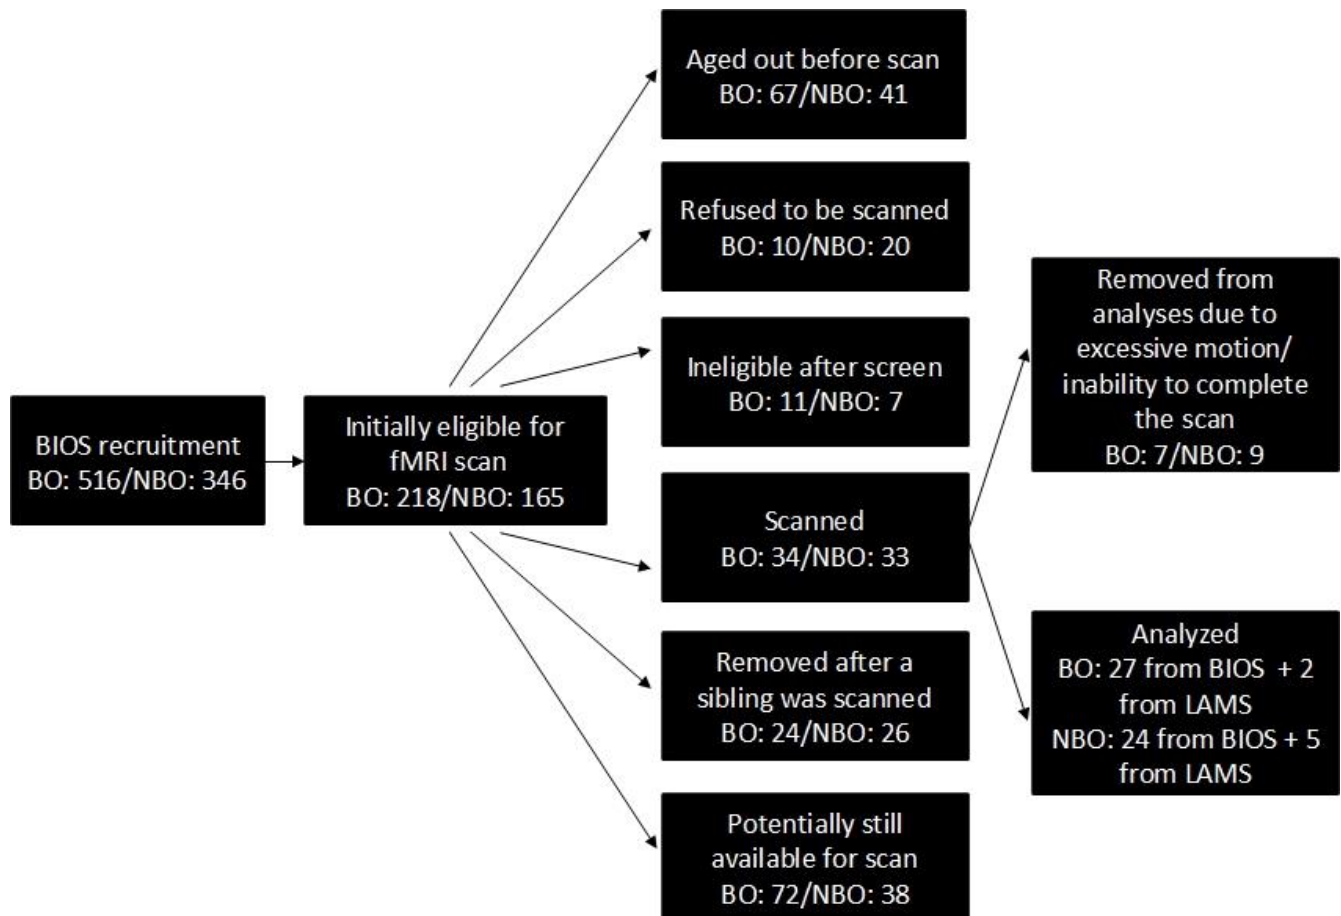 BIOS recruitment
BO: 516/NBO: 346
Initially eligible for
fMRI scan
BO: 218/NBO: 165
Aged out before scan
BO: 67/NBO: 41
Refused to be scanned
BO: 10/NBO: 20
Ineligible after screen
BO: 11/NBO: 7
Scanned
BO: 34/NBO: 33
Removed after a
sibling was scanned
BO: 24/NBO: 26
Potentially still
available for scan
BO: 72/NBO: 38
Removed from
analyses due to
excessive motion/
inability to complete
the scan
BO: 7/NBO: 9
Analyzed
BO: 27 from BIOS + 2
from LAMS
NBO: 24 from BIOS + 5
from LAMS